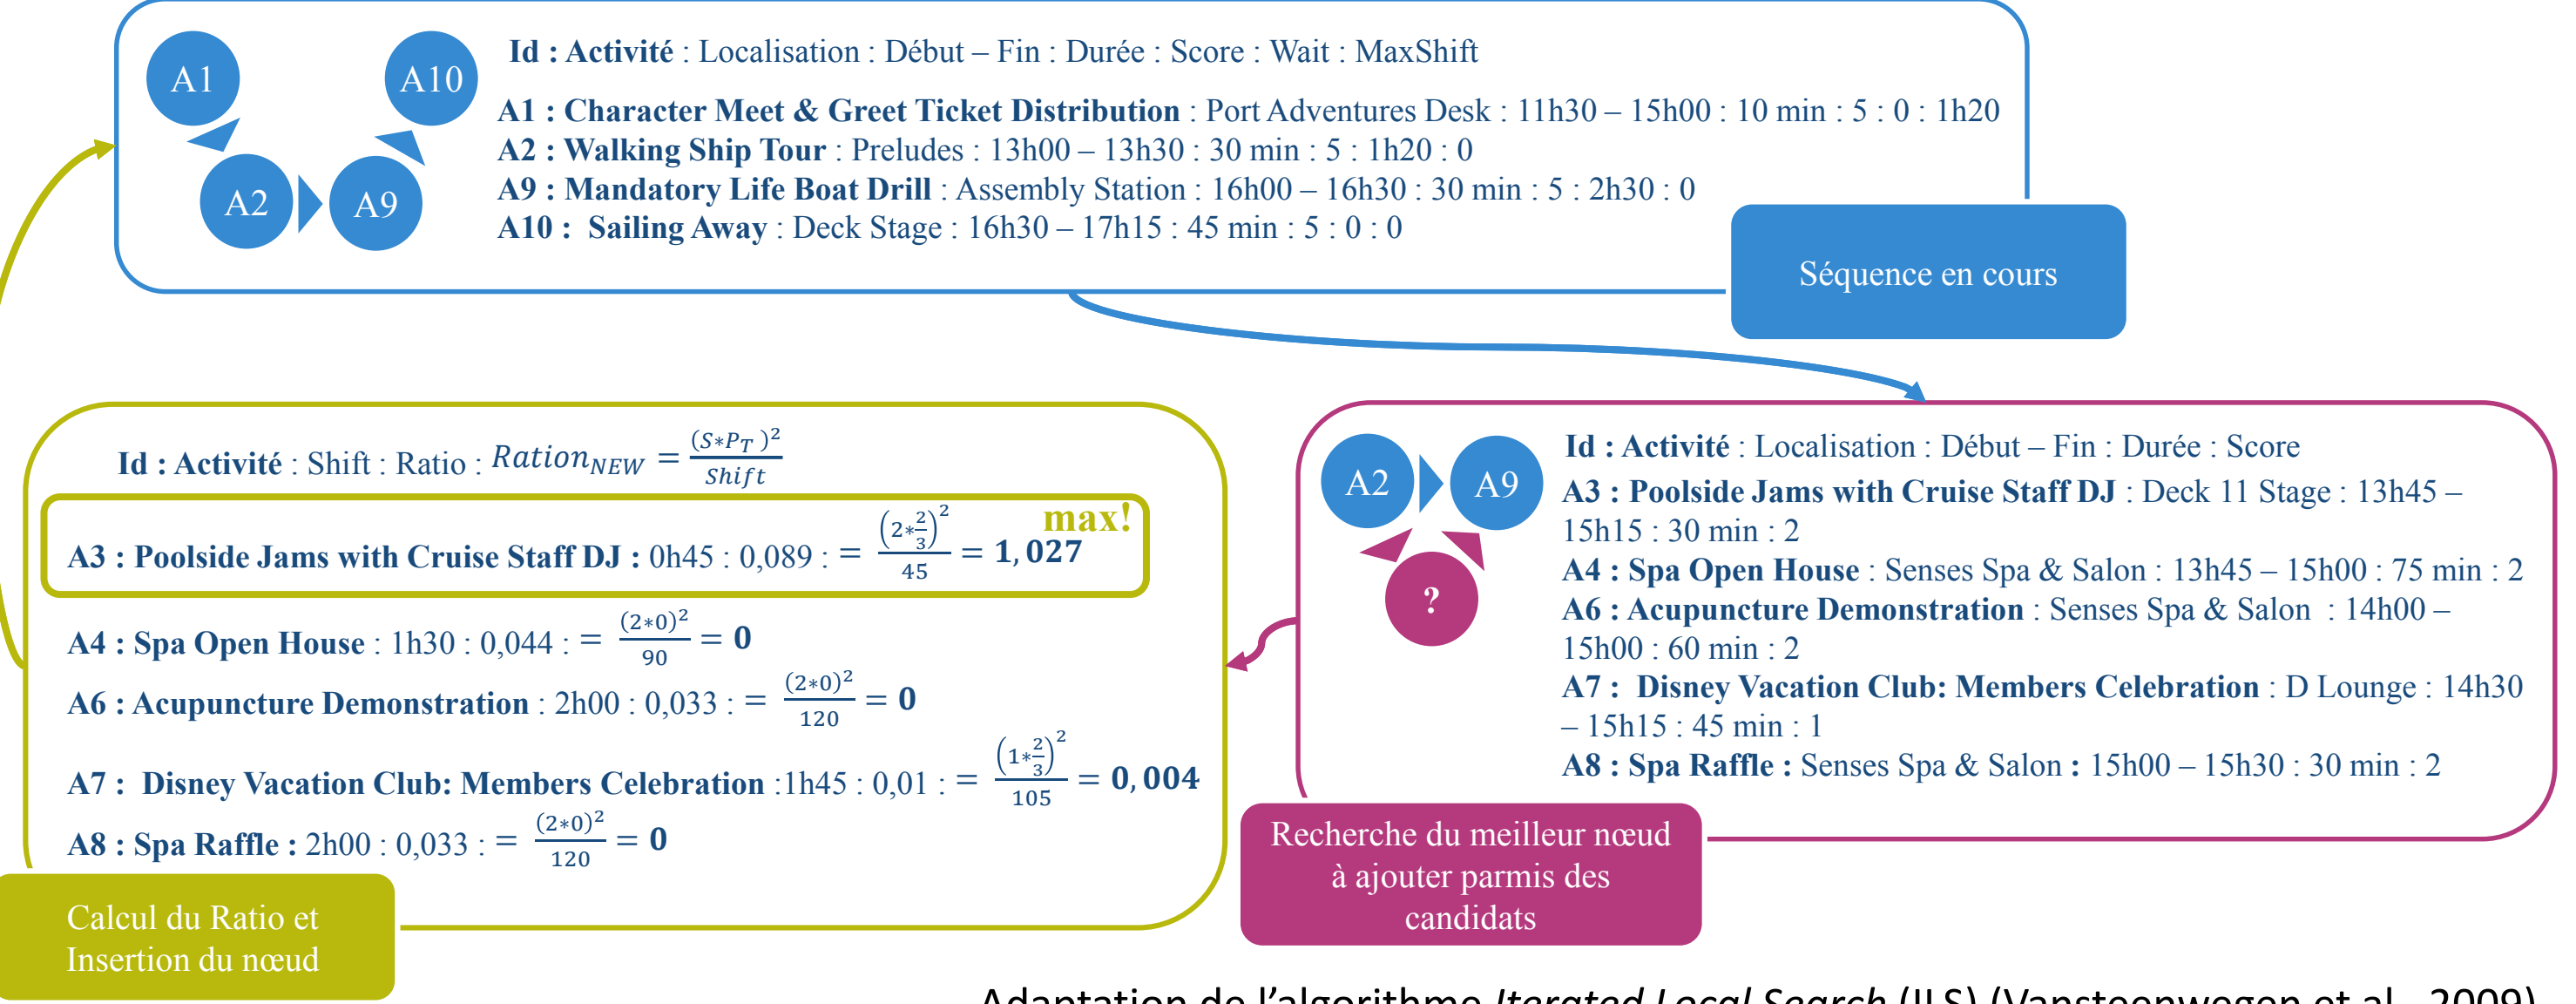 A1
A10
A2
A9
Id : Activité : Localisation : Début – Fin : Durée : Score : Wait : MaxShift
A1 : Character Meet & Greet Ticket Distribution : Port Adventures Desk : 11h30 – 15h00 : 10 min : 5 : 0 : 1h20
A2 : Walking Ship Tour : Preludes : 13h00 – 13h30 : 30 min : 5 : 1h20 : 0
A9 : Mandatory Life Boat Drill : Assembly Station : 16h00 – 16h30 : 30 min : 5 : 2h30 : 0
A10 : Sailing Away : Deck Stage : 16h30 – 17h15 : 45 min : 5 : 0 : 0
Séquence en cours
Id : Activité : Shift : Ratio : Ration_NEW = (S*P_T)²/Shift
max!
A3 : Poolside Jams with Cruise Staff DJ : 0h45 : 0,089 : = (2*2/3)²/45 = 1,027
A4 : Spa Open House : 1h30 : 0,044 : = (2*0)²/90 = 0
A6 : Acupuncture Demonstration : 2h00 : 0,033 : = (2*0)²/120 = 0
A7 : Disney Vacation Club: Members Celebration :1h45 : 0,01 : = (1*2/3)²/105 = 0,004
A8 : Spa Raffle : 2h00 : 0,033 : = (2*0)²/120 = 0
Calcul du Ratio et
Insertion du nœud
A2
A9
?
Id : Activité : Localisation : Début – Fin : Durée : Score
A3 : Poolside Jams with Cruise Staff DJ : Deck 11 Stage : 13h45 –
15h15 : 30 min : 2
A4 : Spa Open House : Senses Spa & Salon : 13h45 – 15h00 : 75 min : 2
A6 : Acupuncture Demonstration : Senses Spa & Salon : 14h00 –
15h00 : 60 min : 2
A7 : Disney Vacation Club: Members Celebration : D Lounge : 14h30
– 15h15 : 45 min : 1
A8 : Spa Raffle : Senses Spa & Salon : 15h00 – 15h30 : 30 min : 2
Recherche du meilleur nœud
à ajouter parmis des
candidats
Adaptation de l'algorithme Iterated Local Search (ILS) (Vansteenwegen et al., 2009)